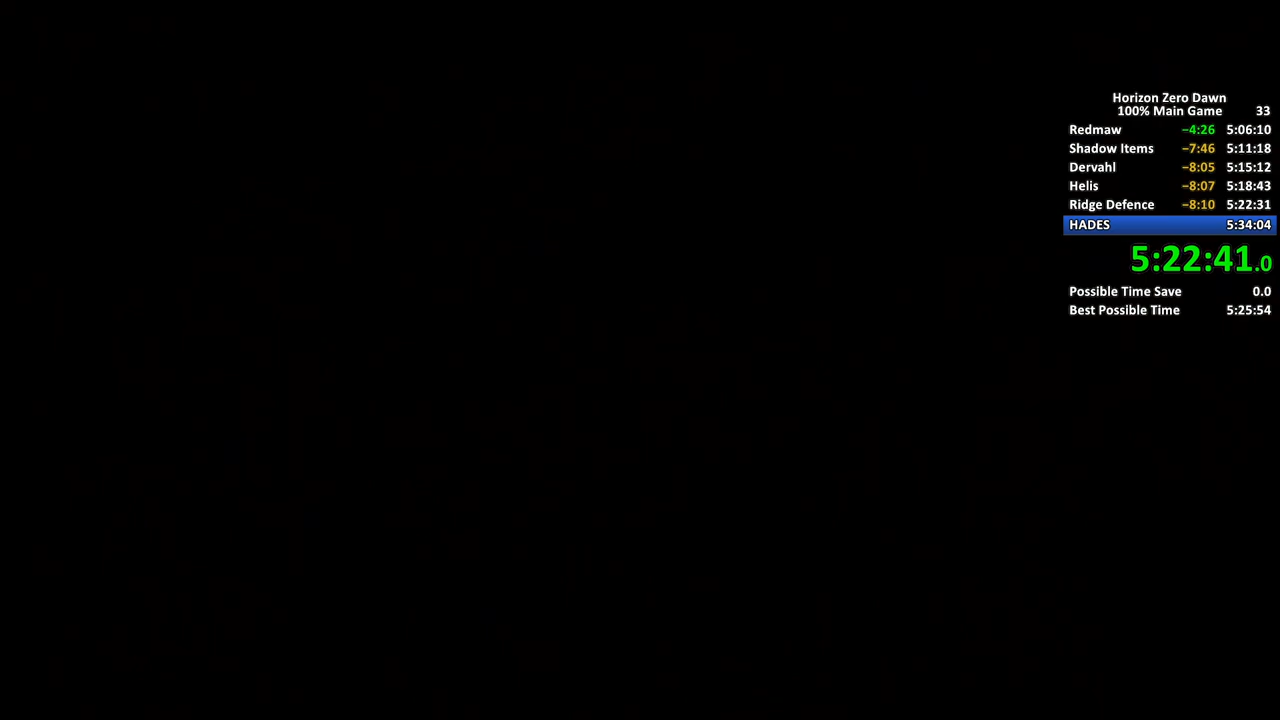 Horizon Zero Dawn
100% Main Game 33
Redmaw −4:26 5:06:10
Shadow Items −7:46 5:11:18
Dervahl −8:05 5:15:12
Helis −8:07 5:18:43
Ridge Defence −8:10 5:22:31
HADES 5:34:04
5:22:41.0
Possible Time Save 0.0
Best Possible Time 5:25:54